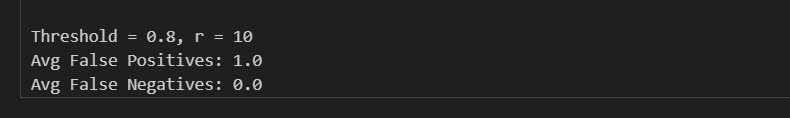 Threshold = 0.8, r = 10
Avg False Positives: 1.0
Avg False Negatives: 0.0